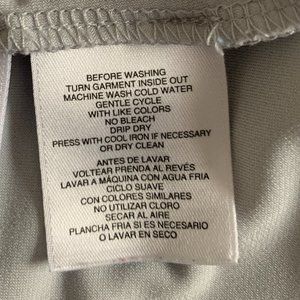 BEFORE WASHING
TURN GARMENT INSIDE OUT
MACHINE WASH COLD WATER
GENTLE CYCLE
WITH LIKE COLORS
NO BLEACH
DRIP DRY
PRESS WITH COOL IRON IF NECESSARY
OR DRY CLEAN
ANTES DE LAVAR
VOLTEAR PRENDA AL REVÉS
LAVAR A MÁQUINA CON AGUA FRIA
CICLO SUAVE
CON COLORES SIMILARES
NO UTILIZAR CLORO
SECAR AL AIRE
PLANCHA FRIA SI ES NECESARIO
O LAVAR EN SECO